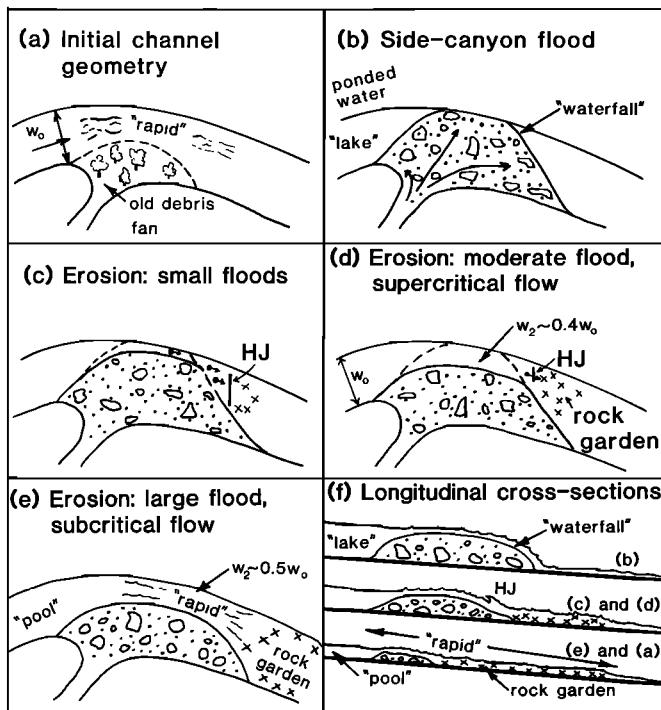 (a) Initial channel
geometry
w₀
"rapid"
old debris
fan
(b) Side-canyon flood
ponded
water
"lake"
"waterfall"
(c) Erosion: small floods
HJ
(d) Erosion: moderate flood,
supercritical flow
w₂~0.4w₀
HJ
w₀
rock
garden
(e) Erosion: large flood,
subcritical flow
w₂~0.5w₀
"pool"
"rapid"
rock
garden
(f) Longitudinal cross-sections
"waterfall"
"lake"
(b)
HJ
(c) and (d)
"rapid"
(e) and (a)
"pool"
rock garden